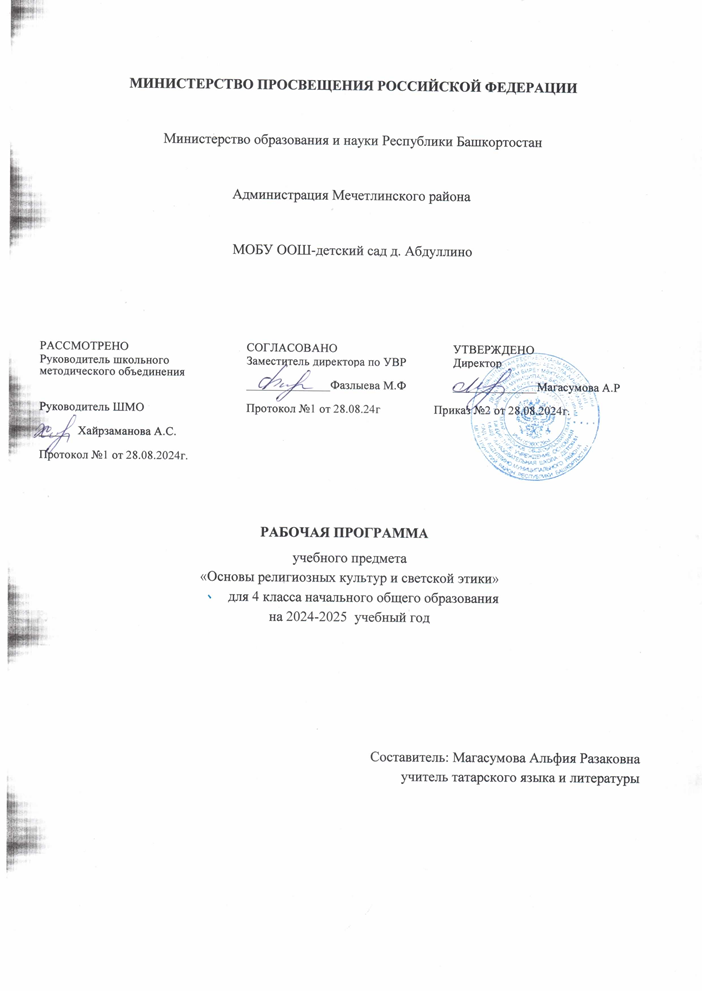 МИНИСТЕРСТВО ПРОСВЕЩЕНИЯ РОССИЙСКОЙ ФЕДЕРАЦИИ
Министерство образования и науки Республики Башкортостан
Администрация Мечетлинского района
МОБУ ООШ-детский сад д. Абдуллино
РАССМОТРЕНО
Руководитель школьного
методического объединения
Руководитель ШМО
Хайрзаманова А.С.
Протокол №1 от 28.08.2024г.
СОГЛАСОВАНО
Заместитель директора по УВР
Фазлыева М.Ф
Протокол №1 от 28.08.24г
УТВЕРЖДЕНО
Директор
Магасумова А.Р
Приказ №2 от 28.08.2024г.
РАБОЧАЯ ПРОГРАММА
учебного предмета
«Основы религиозных культур и светской этики»
для 4 класса начального общего образования
на 2024-2025 учебный год
Составитель: Магасумова Альфия Разаковна
учитель татарского языка и литературы